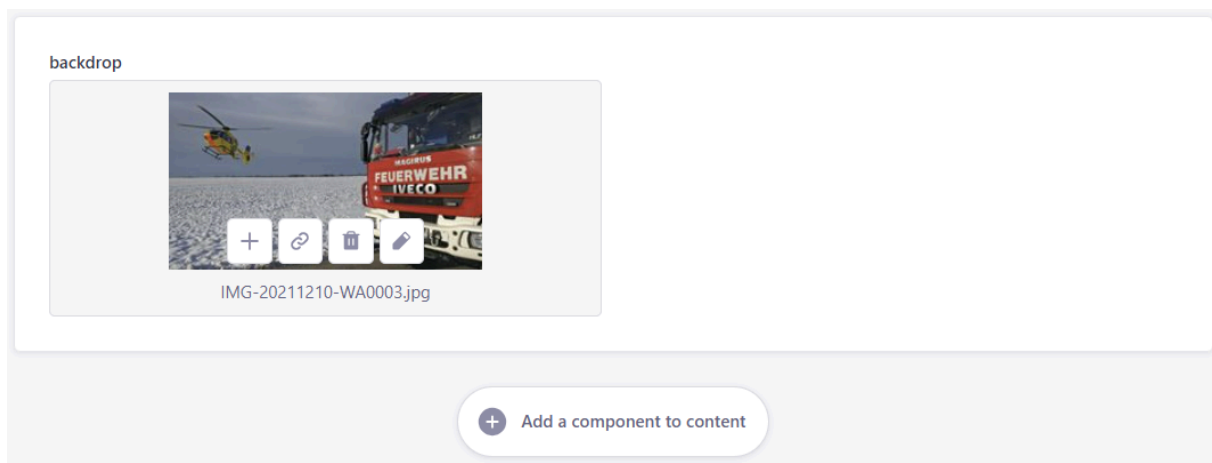 backdrop
MAGIRUS
FEUERWEHR
IVECO
IMG-20211210-WA0003.jpg
Add a component to content